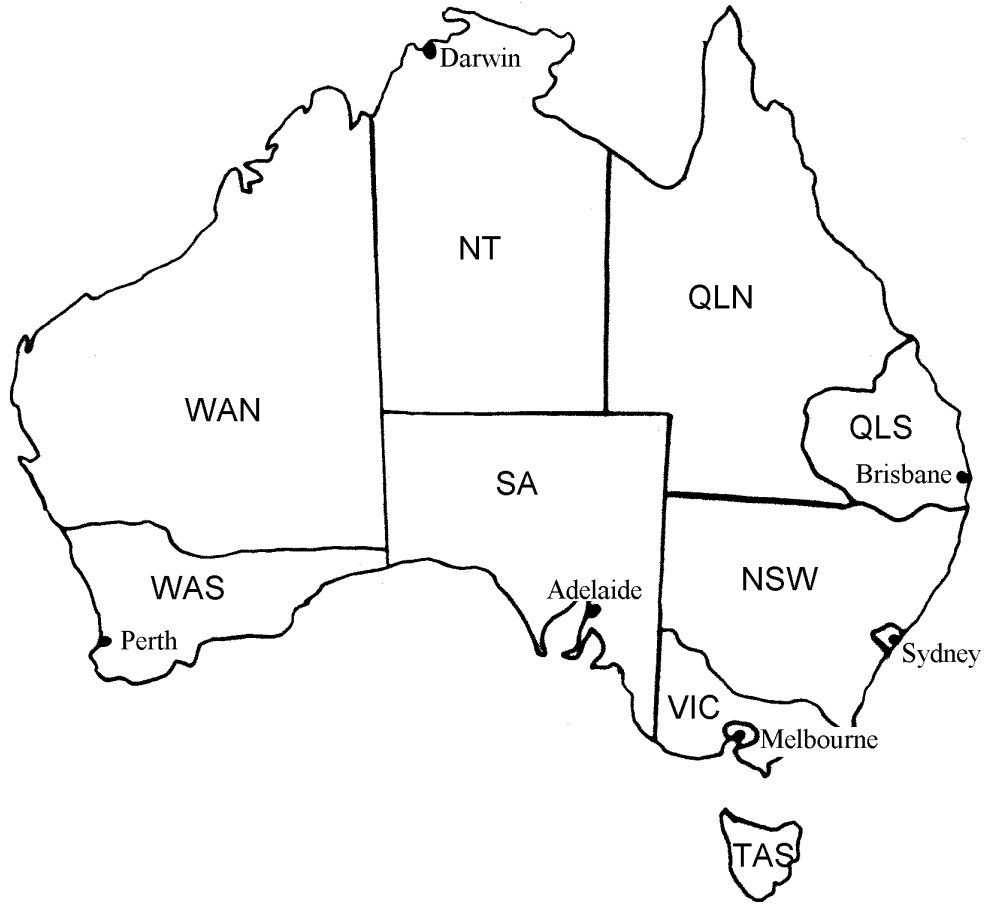 Darwin
NT
QLN
WAN
QLS
Brisbane
SA
NSW
WAS
Adelaide
Perth
Sydney
VIC
Melbourne
TAS